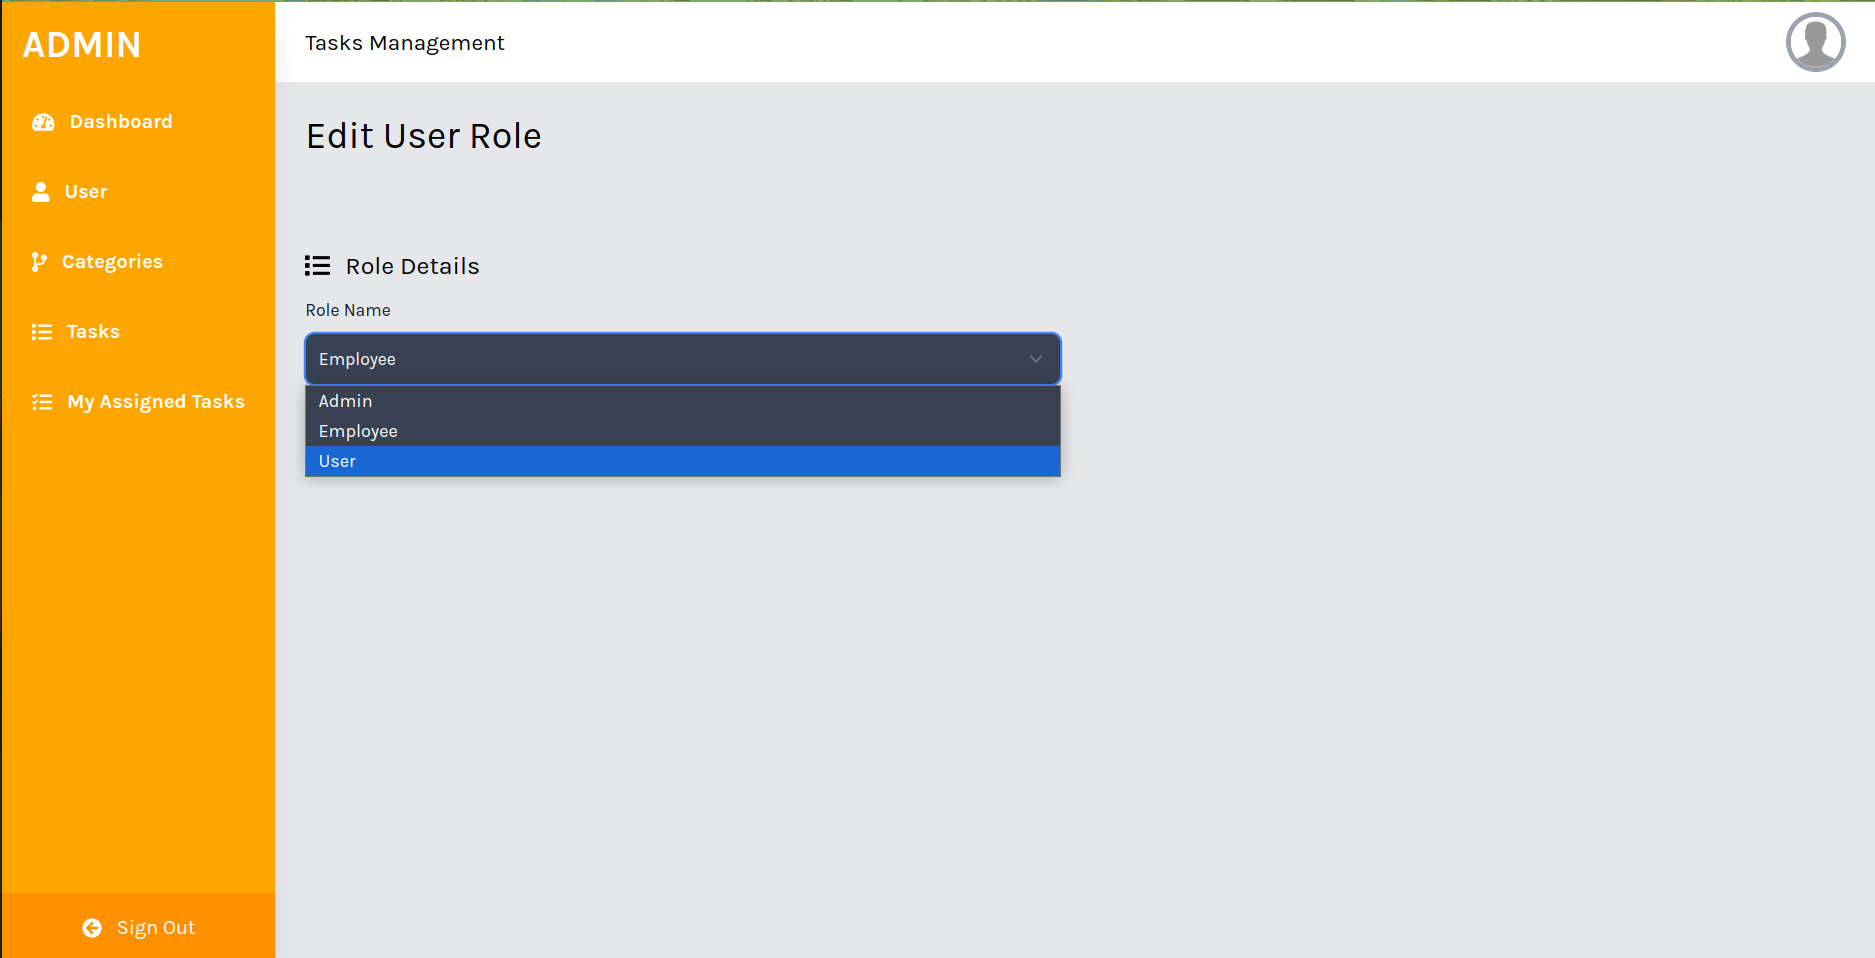 ADMIN
Dashboard
User
Categories
Tasks
My Assigned Tasks
Sign Out
Tasks Management
Edit User Role
Role Details
Role Name
Employee
Admin
Employee
User